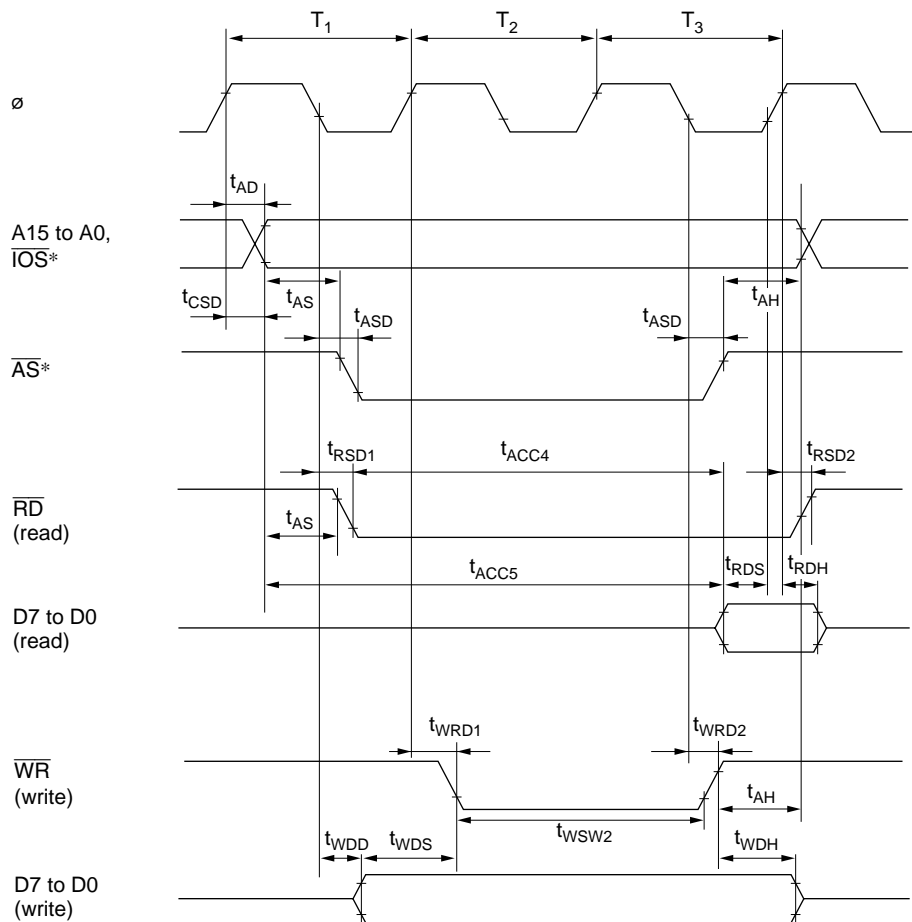 T1 T2 T3
ø
tAD
A15 to A0,
IOS*
tCSD tAS tAH
tASD tASD
AS*
tRSD1 tACC4 tRSD2
RD
(read)
tAS
tACC5 tRDS tRDH
D7 to D0
(read)
tWRD1 tWRD2
WR
(write)
tAH
tWSW2
tWDD tWDS tWDH
D7 to D0
(write)